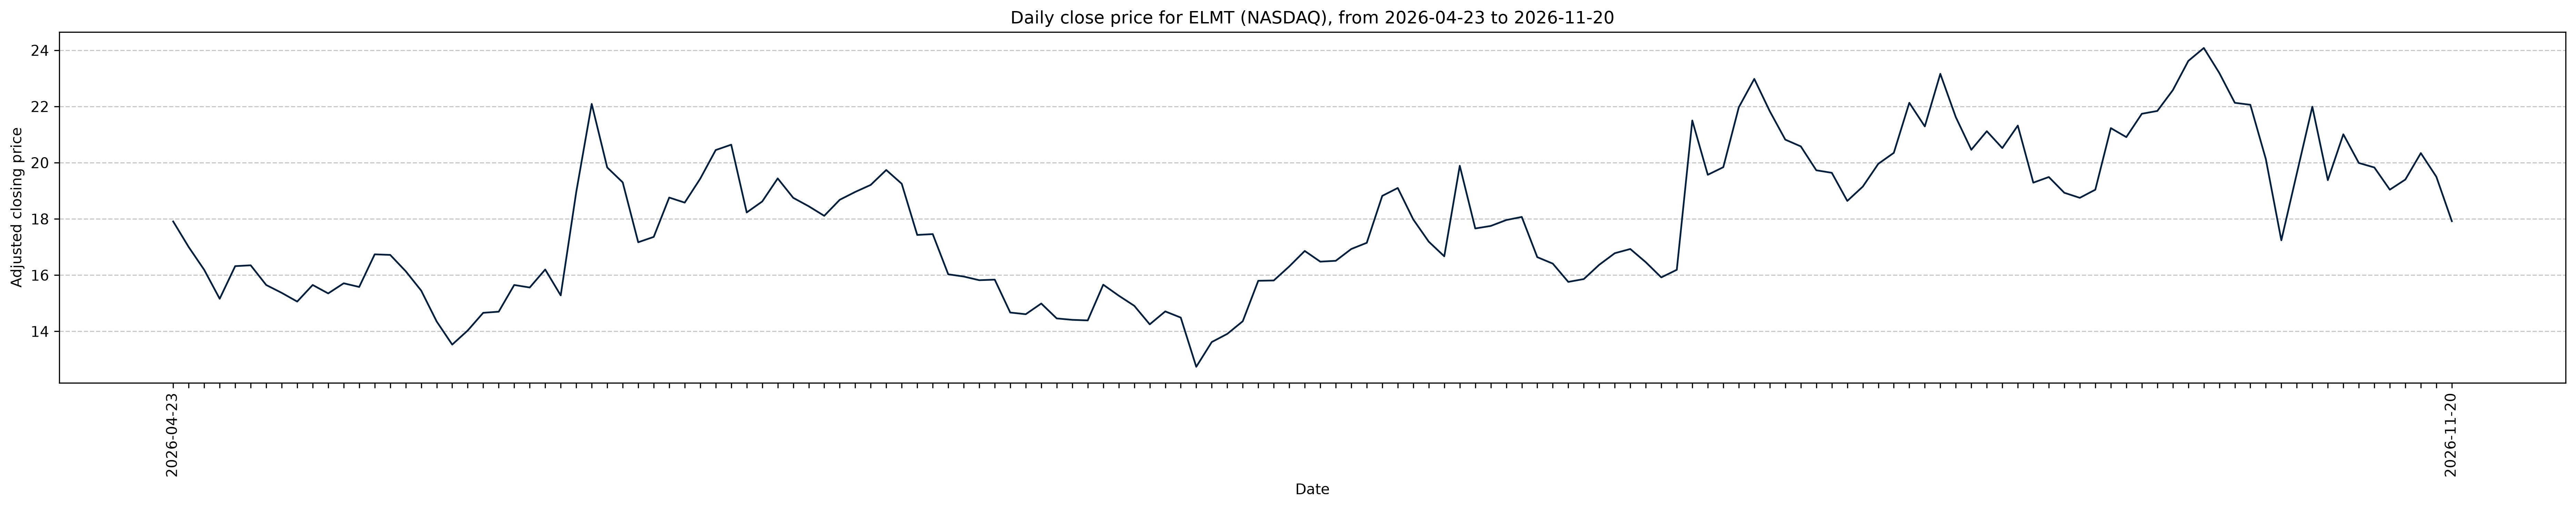 Daily close price for ELMT (NASDAQ), from 2026-04-23 to 2026-11-20
Adjusted closing price
24
22
20
18
16
14
2026-04-23
2026-11-20
Date